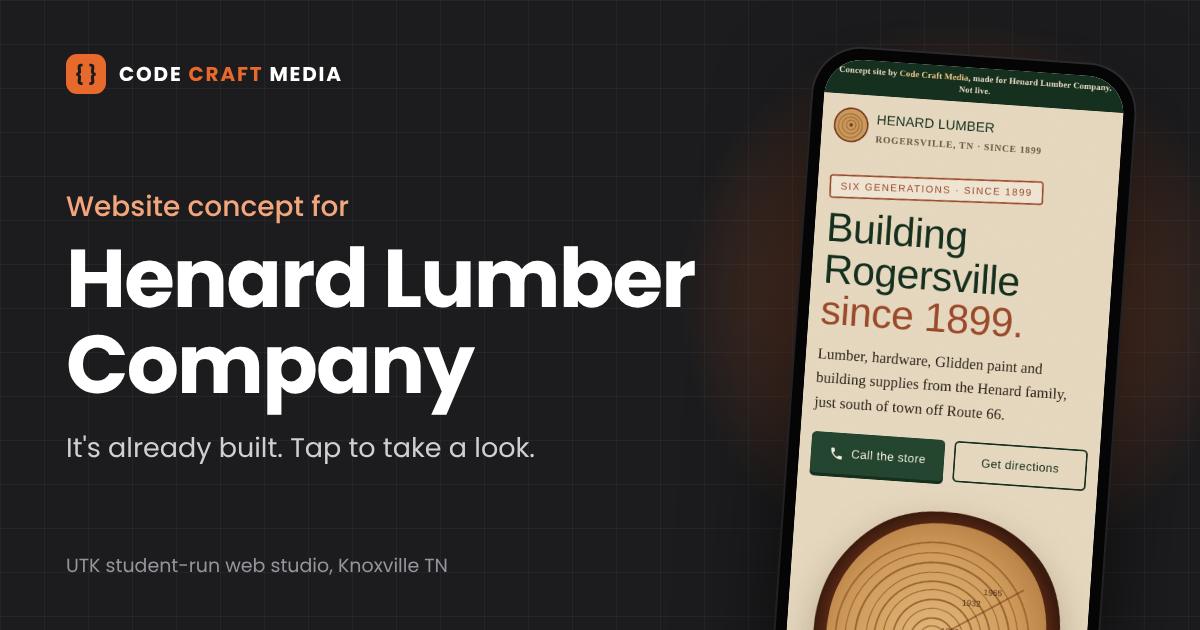 { }
CODE CRAFT MEDIA
Website concept for
Henard Lumber
Company
It's already built. Tap to take a look.
UTK student-run web studio, Knoxville TN
Concept site by Code Craft Media, made for Henard Lumber Company.
Not live.
HENARD LUMBER
ROGERSVILLE, TN · SINCE 1899
SIX GENERATIONS · SINCE 1899
Building
Rogersville
since 1899.
Lumber, hardware, Glidden paint and
building supplies from the Henard family,
just south of town off Route 66.
Call the store
Get directions
1965
1932